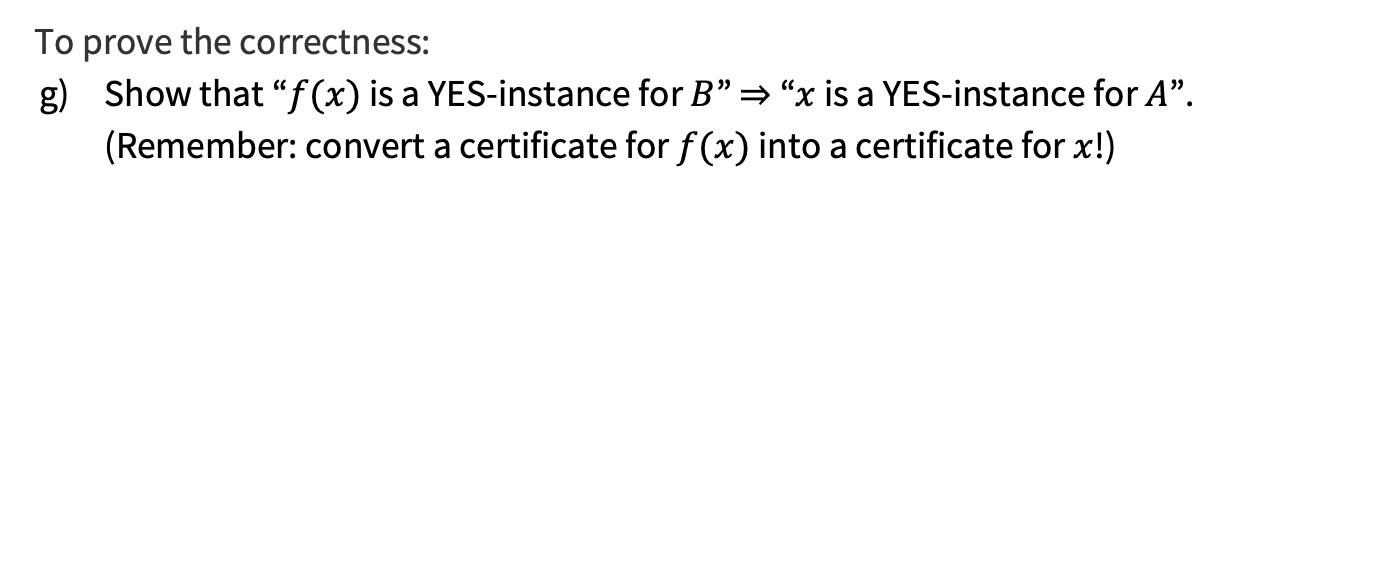 To prove the correctness:
g) Show that “f(x) is a YES-instance for B” ⇒ “x is a YES-instance for A”.
(Remember: convert a certificate for f(x) into a certificate for x!)